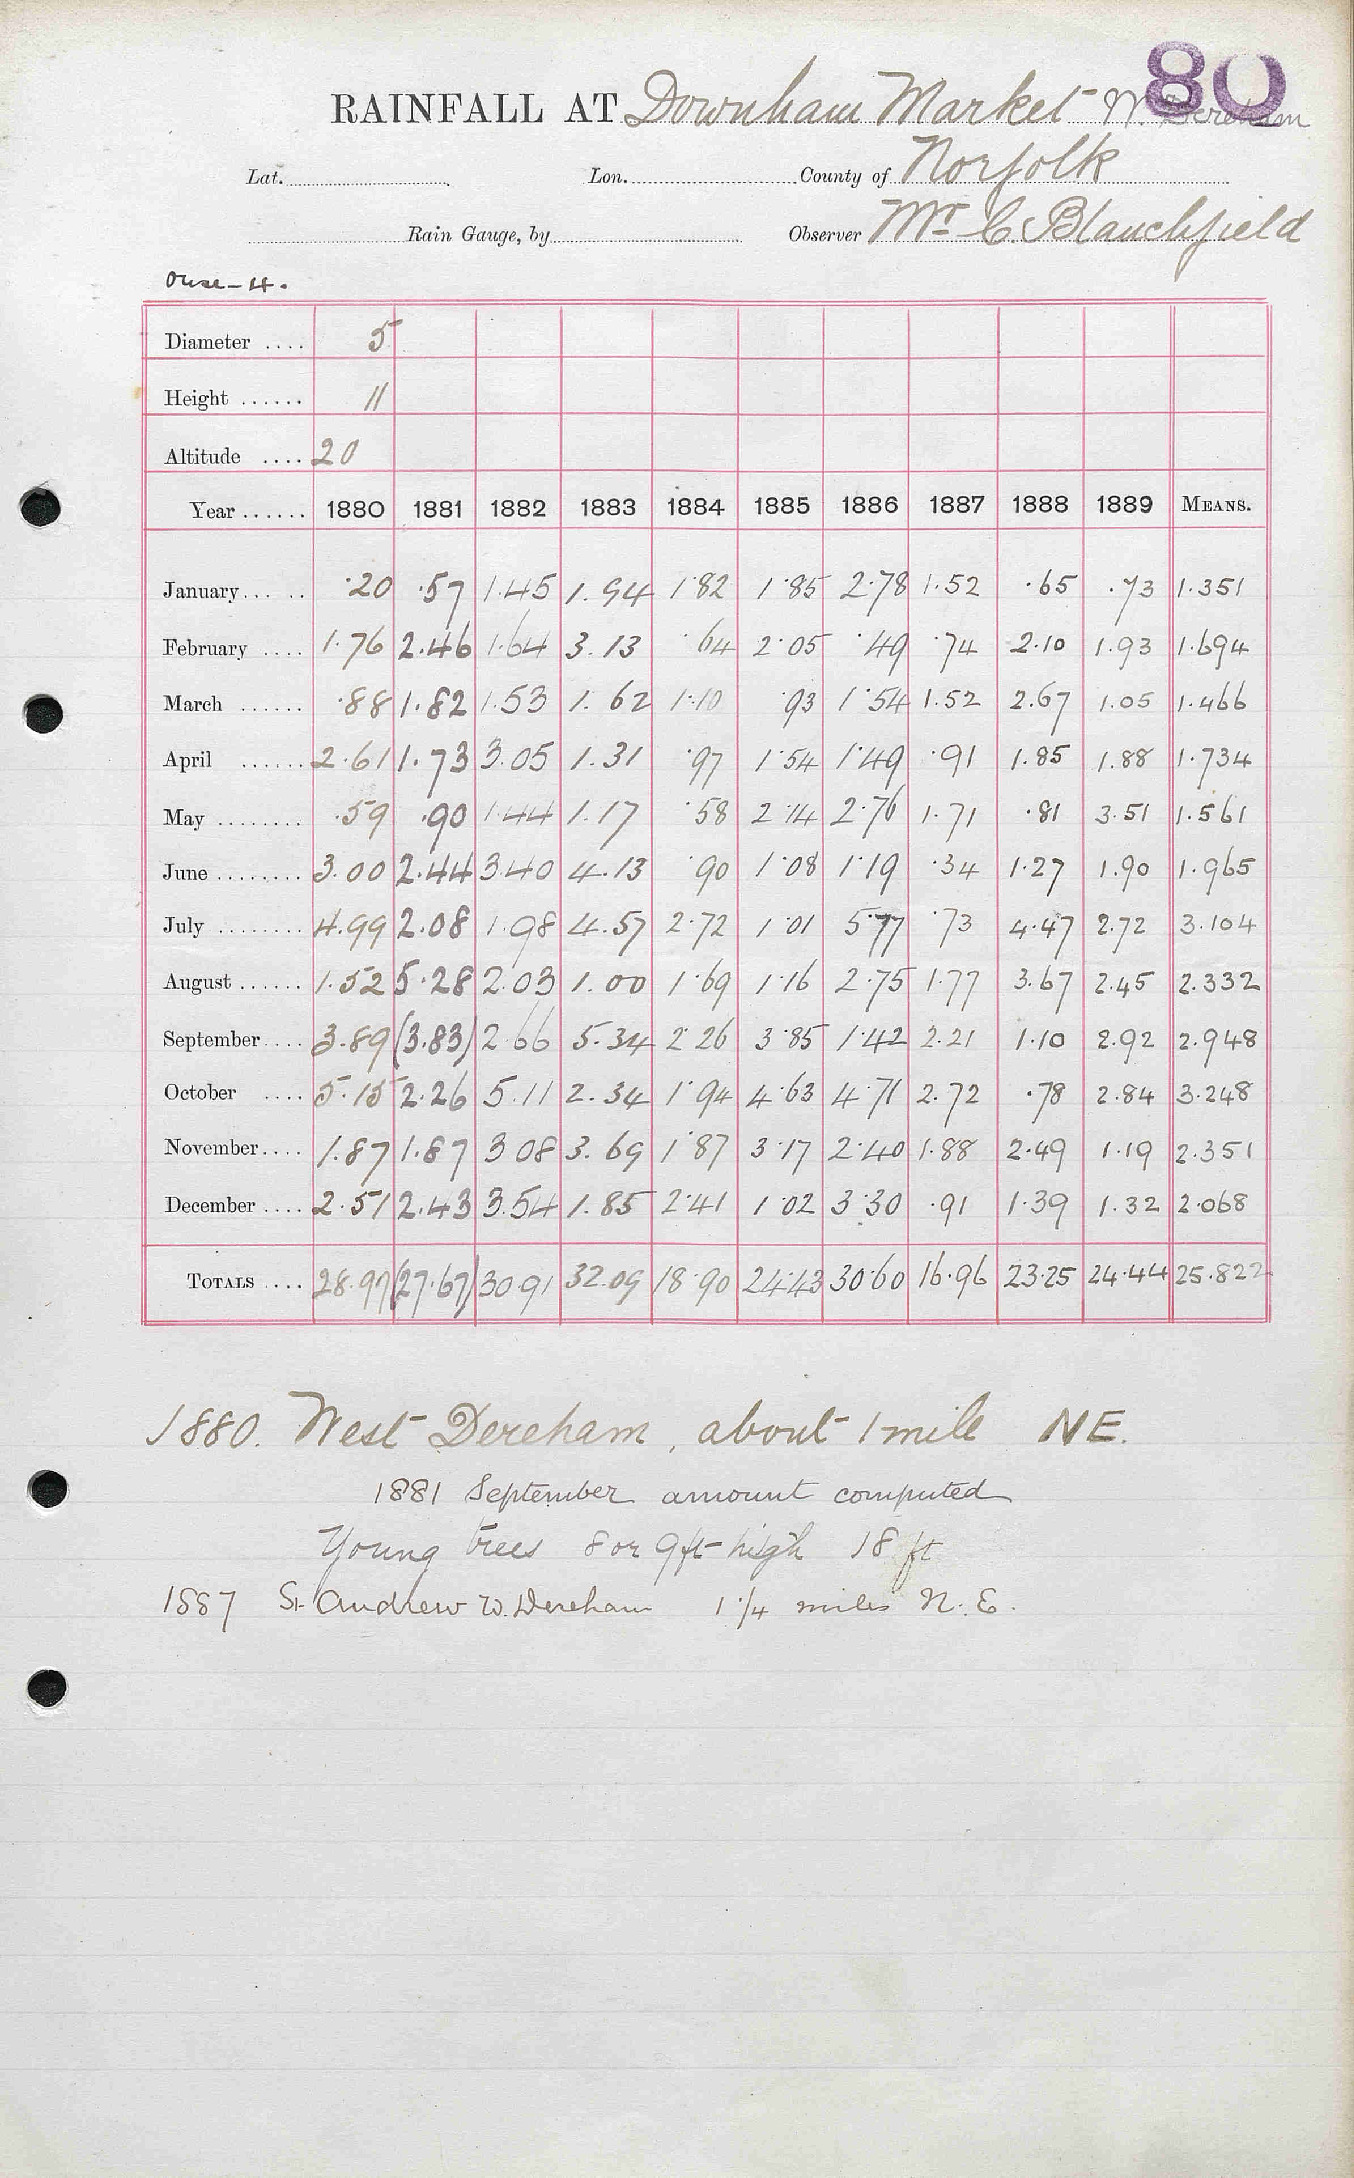 80
RAINFALL AT Downham Market W. Dereham
Lat. Lon. County of Norfolk
Rain Gauge, by Observer Mr C. Blanchfield
Ouse-4.
Diameter .... 5
Height ...... 11
Altitude .... 20
Year ...... 1880 1881 1882 1883 1884 1885 1886 1887 1888 1889 MEANS.
January ... .. .20 .57 1.45 1.94 1.82 1.85 2.78 1.52 .65 .73 1.351
February .... 1.76 2.46 1.64 3.13 .64 2.05 .49 .74 2.10 1.93 1.694
March ...... .88 1.82 1.53 1.62 1.10 .93 1.54 1.52 2.67 1.05 1.466
April ...... 2.61 1.73 3.05 1.31 .97 1.54 1.49 .91 1.85 1.88 1.734
May ........ .59 .90 1.44 1.17 .58 2.14 2.76 1.71 .81 3.51 1.561
June ........ 3.00 2.44 3.40 4.13 .90 1.08 1.19 .34 1.27 1.90 1.965
July ........ 4.99 2.08 1.98 4.57 2.72 1.01 5.77 .73 4.47 2.72 3.104
August ...... 1.52 5.28 2.03 1.00 1.69 1.16 2.75 1.77 3.67 2.45 2.332
September .... 3.89 (3.83) 2.66 5.34 2.26 3.85 1.42 2.21 1.10 2.92 2.948
October .... 5.15 2.26 5.11 2.34 1.94 4.63 4.71 2.72 .78 2.84 3.248
November .... 1.87 1.87 3.08 3.69 1.87 3.17 2.40 1.88 2.49 1.19 2.351
December .... 2.51 2.43 3.54 1.85 2.41 1.02 3.30 .91 1.39 1.32 2.068
TOTALS .... 28.97 (27.67) 30.91 32.09 18.90 24.43 30.60 16.96 23.25 24.44 25.822
1880. West Dereham, about 1 mile NE.
1881 September amount computed
Young trees 8 or 9 ft high 18 ft
1887 St. Andrew W. Dereham 1 1/4 miles N. E.